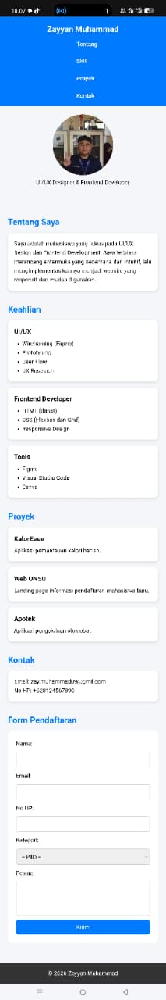 10.07
1
Zayyan Muhammad
Tentang
Skill
Proyek
Kontak
UI/UX Designer & Frontend Developer
Tentang Saya
Saya adalah mahasiswa yang fokus pada UI/UX
Design dan Frontend Development. Saya terbiasa
merancang antarmuka yang sederhana dan intuitif, lalu
mengimplementasikannya menjadi website yang
responsif dan mudah digunakan.
Keahlian
UI/UX
• Wireframing (Figma)
• Prototyping
• User Flow
• UX Research
Frontend Developer
• HTML (dasar)
• CSS (Flexbox dan Grid)
• Responsive Design
Tools
• Figma
• Visual Studio Code
• Canva
Proyek
KalorEase
Aplikasi pemantauan kalori harian.
Web UNSU
Landing page informasi pendaftaran mahasiswa baru.
Apotek
Aplikasi pengelolaan stok obat.
Kontak
Email: zay.muhammad09@gmil.com
No HP: +628124567890
Form Pendaftaran
Nama:
Email:
No HP:
Kategori:
- Pilih -
Pesan:
Kirim
© 2026 Zayyan Muhammad